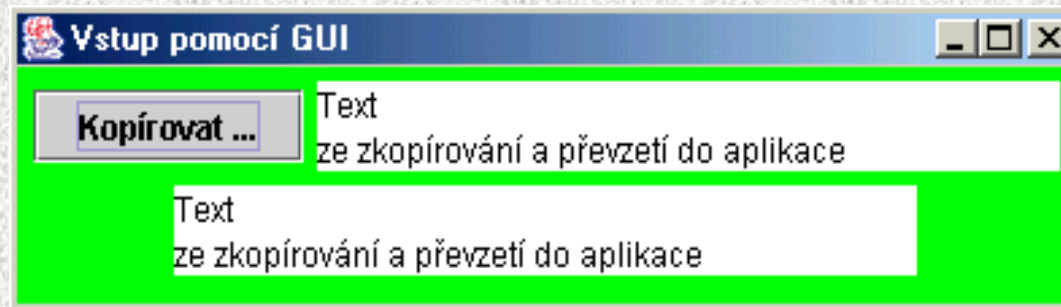 Vstup pomocí GUI
Kopírovat ...
Text
ze zkopírování a převzetí do aplikace
Text
ze zkopírování a převzetí do aplikace